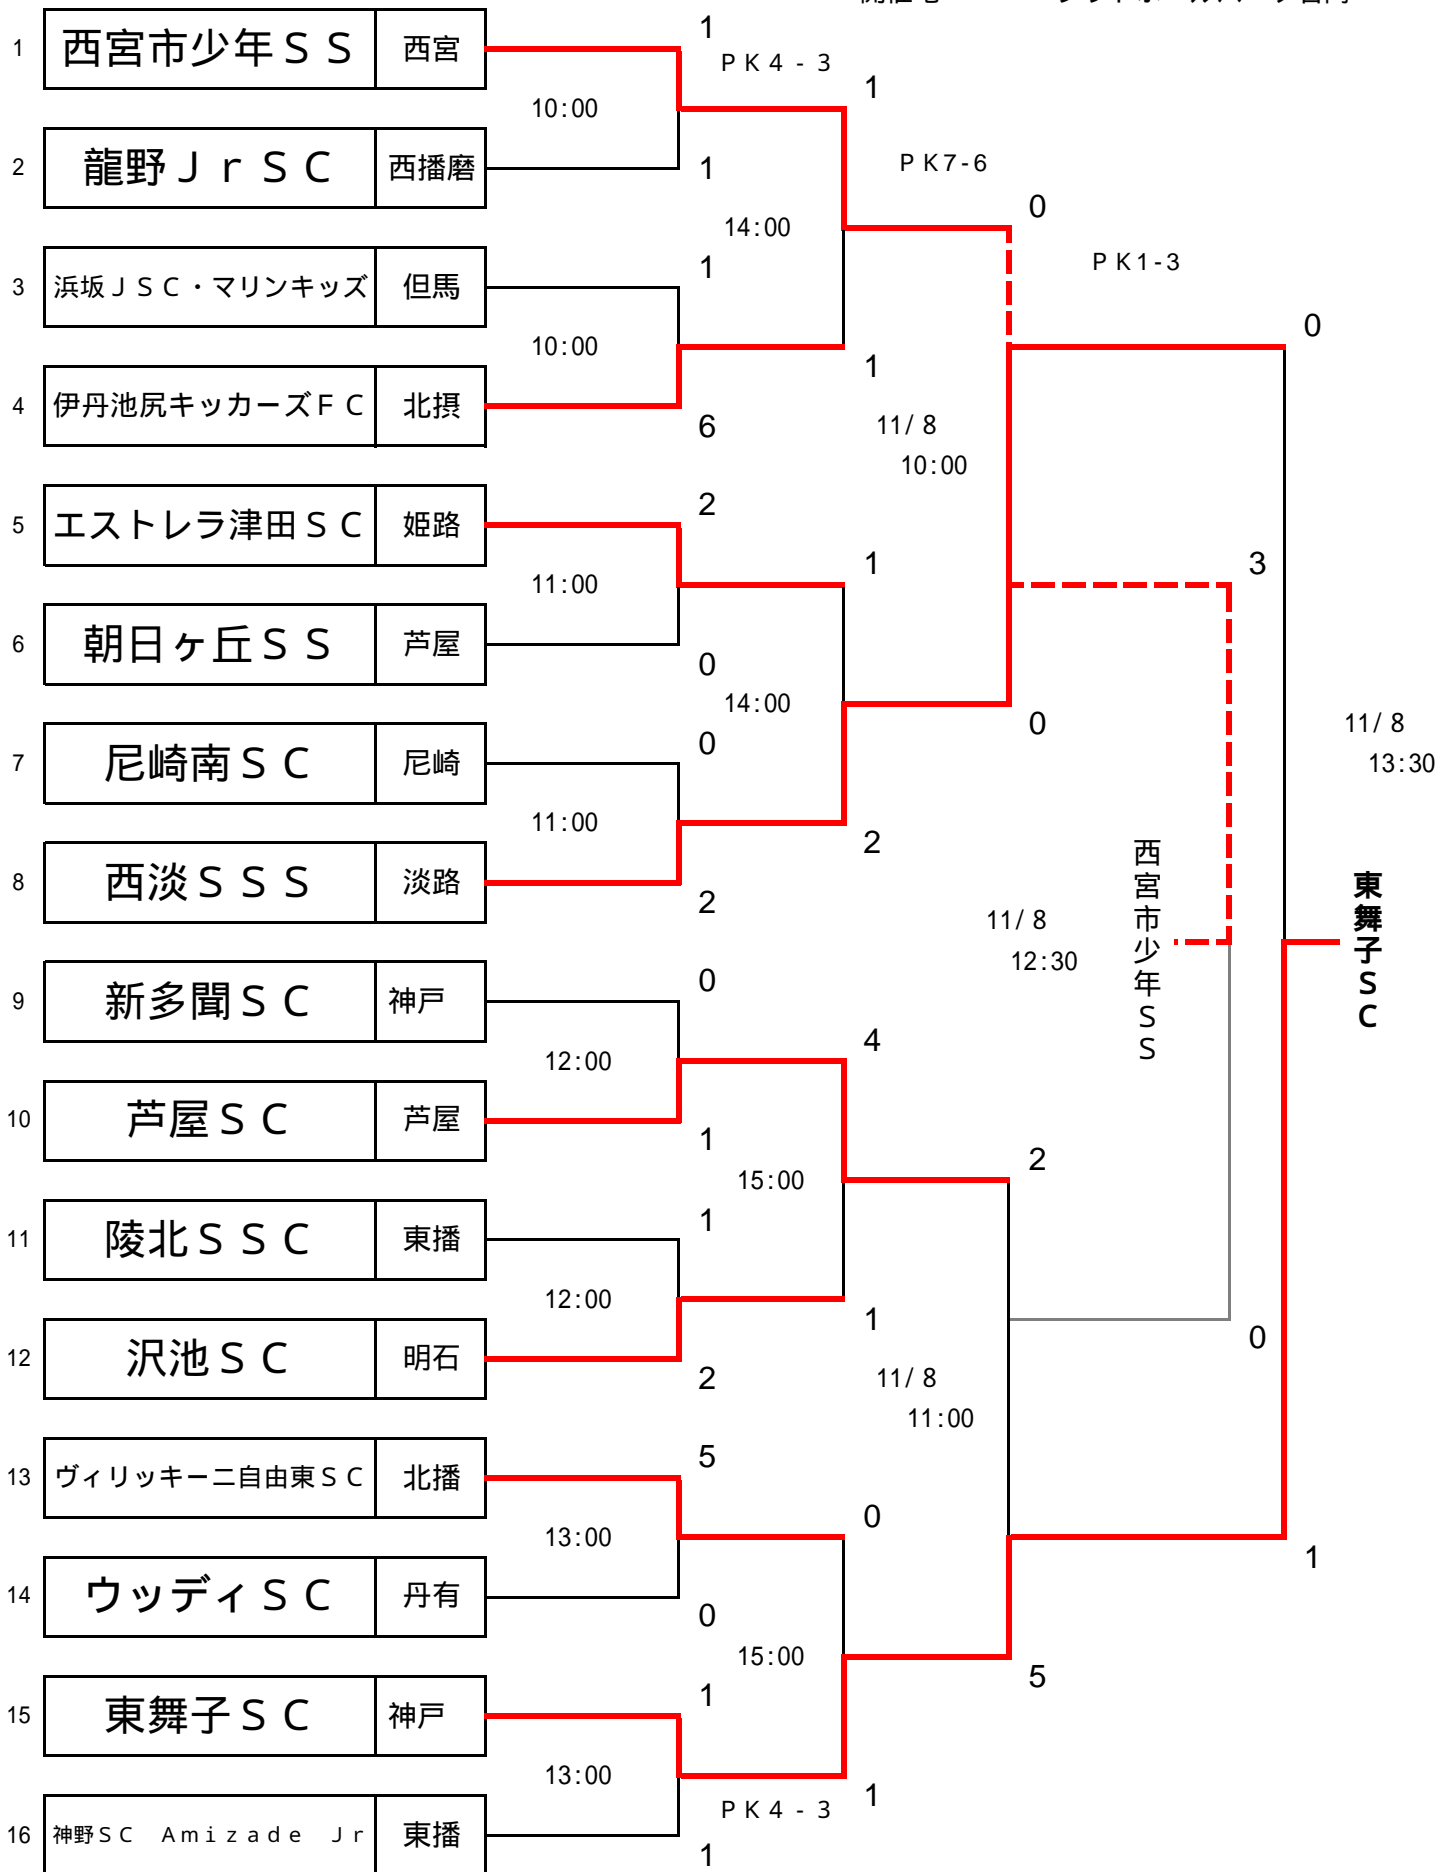 1 西宮市少年ＳＳ 西宮
1
PK4-3
10:00
1
2 龍野ＪｒＳＣ 西播磨
1
PK7-6
14:00
0
3 浜坂ＪＳＣ・マリンキッズ 但馬
1
PK1-3
10:00
0
4 伊丹池尻キッカーズＦＣ 北摂
6
1
11/8
10:00
5 エストレラ津田ＳＣ 姫路
2
11:00
1
3
6 朝日ヶ丘ＳＳ 芦屋
0
14:00
0
7 尼崎南ＳＣ 尼崎
0
11/8
13:30
11:00
2
8 西淡ＳＳＳ 淡路
2
11/8
12:30
西宮市少年ＳＳ
東舞子ＳＣ
9 新多聞ＳＣ 神戸
0
12:00
4
10 芦屋ＳＣ 芦屋
1
15:00
2
11 陵北ＳＳＣ 東播
1
12:00
1
0
12 沢池ＳＣ 明石
2
11/8
11:00
13 ヴィリッキーニ自由東ＳＣ 北播
5
13:00
0
1
14 ウッディＳＣ 丹有
0
15:00
5
15 東舞子ＳＣ 神戸
1
13:00
1
PK4-3
16 神野ＳＣ　Ａｍｉｚａｄｅ　Ｊｒ 東播
1